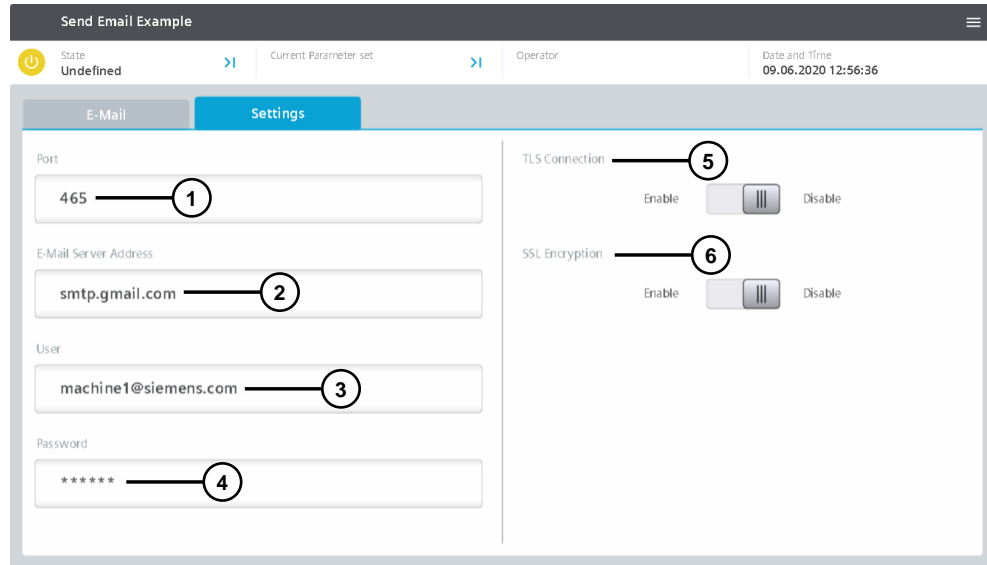 Send Email Example
State
Undefined
Current Parameter set
Operator
Date and Time
09.06.2020 12:56:36
E-Mail
Settings
Port
465
1
E-Mail Server Address
smtp.gmail.com
2
User
machine1@siemens.com
3
Password
******
4
TLS Connection
5
Enable
Disable
SSL Encryption
6
Enable
Disable